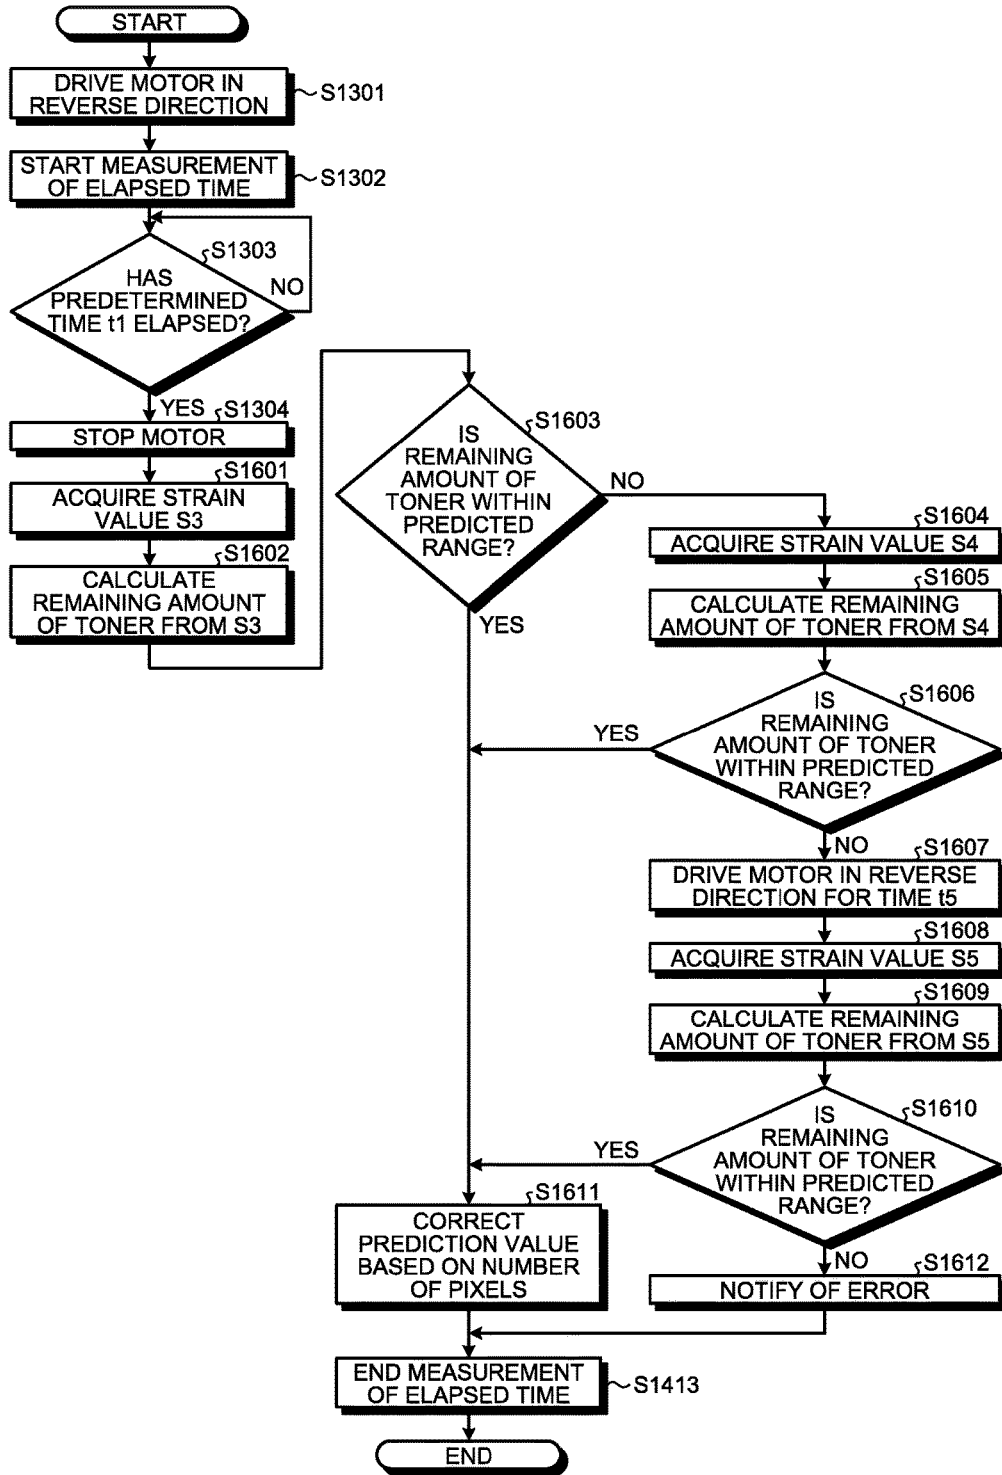 START
DRIVE MOTOR IN
REVERSE DIRECTION
S1301
START MEASUREMENT
OF ELAPSED TIME
S1302
S1303
HAS
PREDETERMINED
TIME t1 ELAPSED?
NO
YES
S1304
STOP MOTOR
S1601
ACQUIRE STRAIN
VALUE S3
S1602
CALCULATE
REMAINING AMOUNT
OF TONER FROM S3
S1603
IS
REMAINING
AMOUNT OF
TONER WITHIN
PREDICTED
RANGE?
NO
YES
S1604
ACQUIRE STRAIN VALUE S4
S1605
CALCULATE REMAINING
AMOUNT OF TONER FROM S4
S1606
IS
REMAINING
AMOUNT OF TONER
WITHIN PREDICTED
RANGE?
YES
NO
S1607
DRIVE MOTOR IN REVERSE
DIRECTION FOR TIME t5
S1608
ACQUIRE STRAIN VALUE S5
S1609
CALCULATE REMAINING
AMOUNT OF TONER FROM S5
S1610
IS
REMAINING
AMOUNT OF TONER
WITHIN PREDICTED
RANGE?
YES
NO
S1611
CORRECT
PREDICTION VALUE
BASED ON NUMBER
OF PIXELS
S1612
NOTIFY OF ERROR
END MEASUREMENT
OF ELAPSED TIME
S1413
END